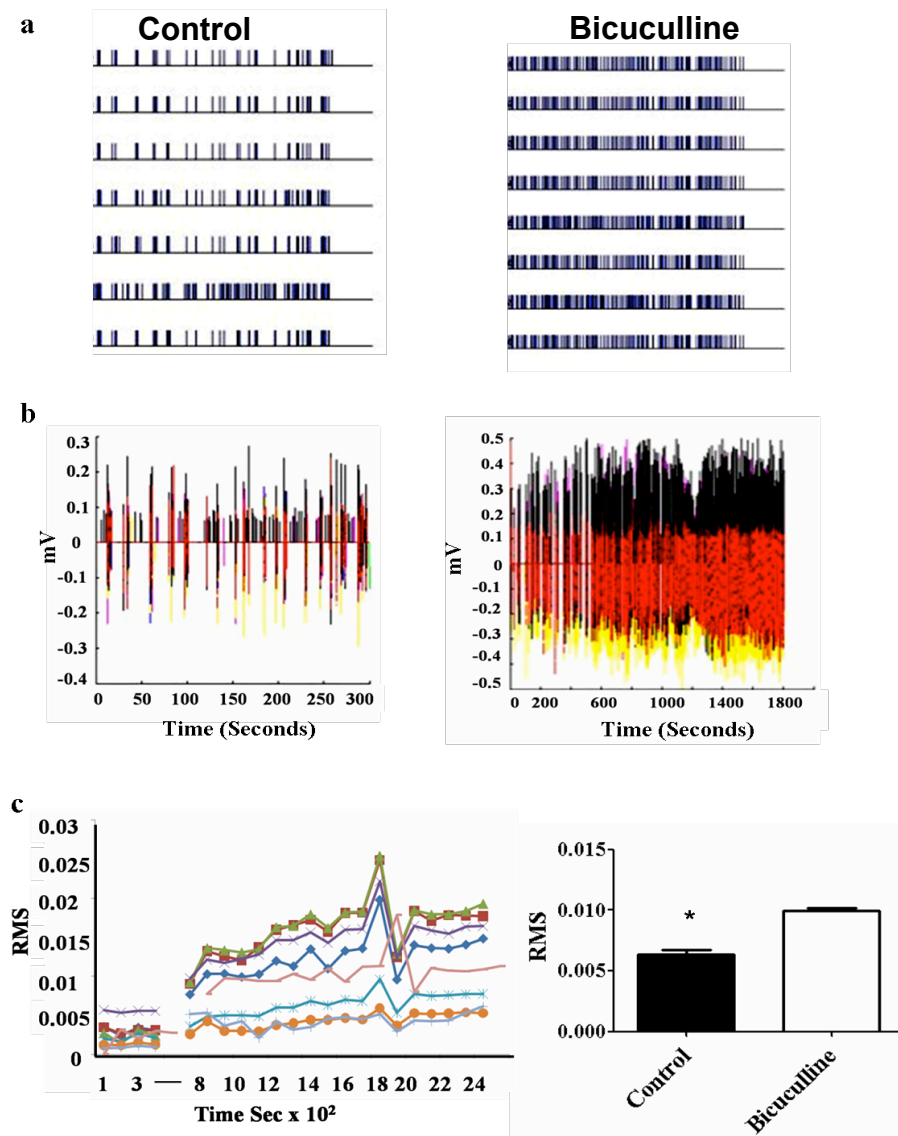 a
Control
Bicuculline
b
0.3
0.2
0.1
0
-0.1
-0.2
-0.3
-0.4
mV
0 50 100 150 200 250 300
Time (Seconds)
0.5
0.4
0.3
0.2
0.1
0
-0.1
-0.2
-0.3
-0.4
-0.5
mV
0 200 600 1000 1400 1800
Time (Seconds)
c
0.03
0.025
0.02
0.015
0.01
0.005
0
RMS
1 3 — 8 10 12 14 16 18 20 22 24
Time Sec x 10²
0.015
0.010
0.005
0.000
RMS
*
Control
Bicuculline